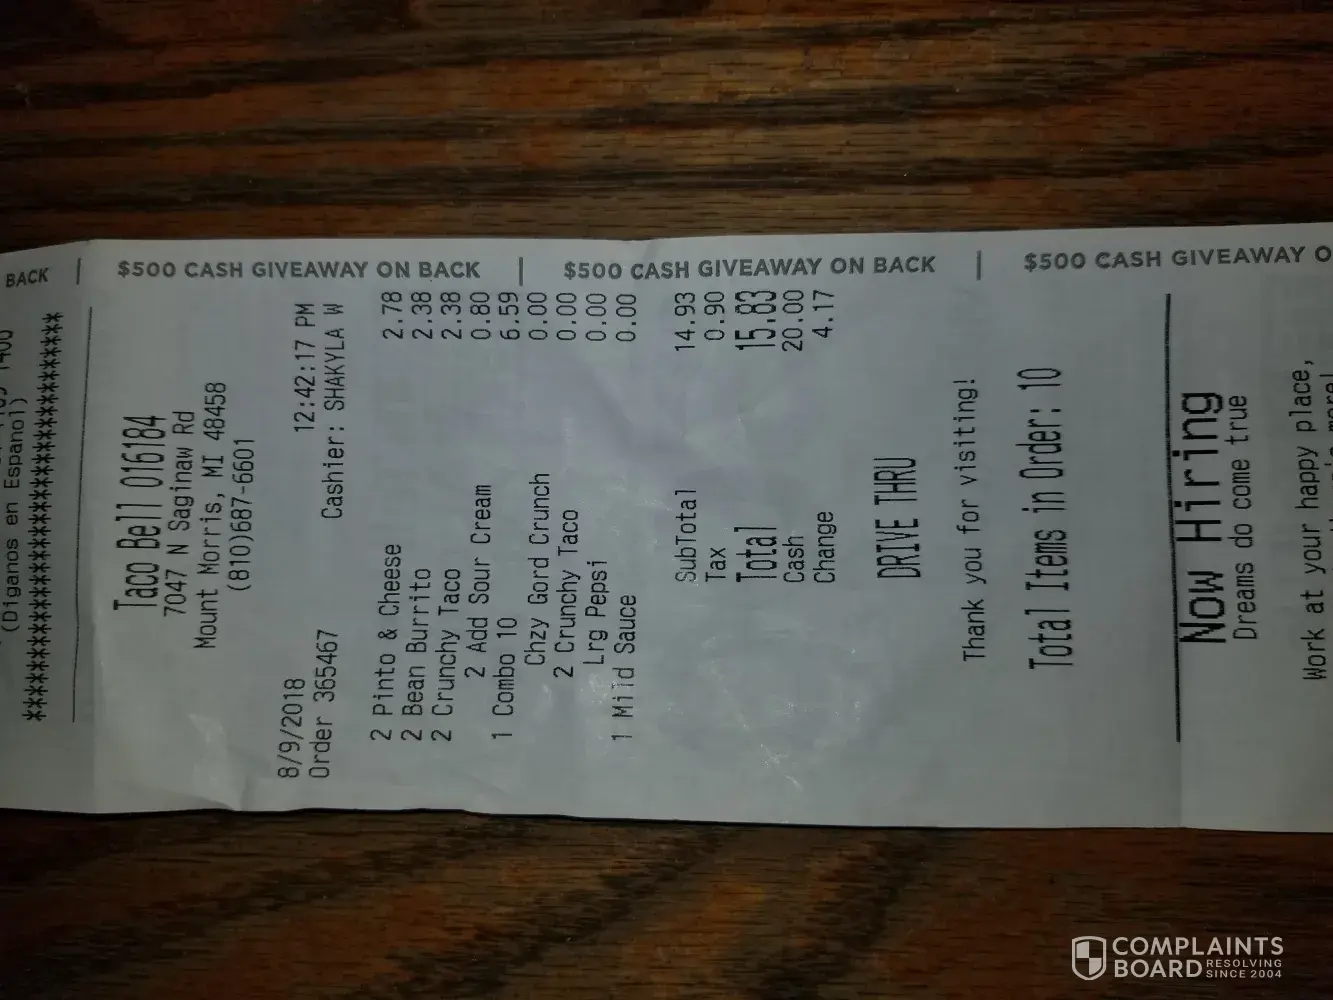 BACK | $500 CASH GIVEAWAY ON BACK | $500 CASH GIVEAWAY ON BACK | $500 CASH GIVEAWAY O
(Diganos en Espanol)
Taco Bell 016184
7047 N Saginaw Rd
Mount Morris, MI 48458
(810)687-6601
8/9/2018 12:42:17 PM
Order 365467 Cashier: SHAKYLA W
2 Pinto & Cheese 2.78
2 Bean Burrito 2.38
2 Crunchy Taco 2.38
2 Add Sour Cream 0.80
1 Combo 10 6.59
Chzy Gord Crunch 0.00
2 Crunchy Taco 0.00
Lrg Pepsi 0.00
1 Mild Sauce 0.00
SubTotal 14.93
Tax 0.90
Total 15.83
Cash 20.00
Change 4.17
DRIVE THRU
Thank you for visiting!
Total Items in Order: 10
Now Hiring
Dreams do come true
Work at your happy place,
COMPLAINTS
BOARD RESOLVING
SINCE 2004